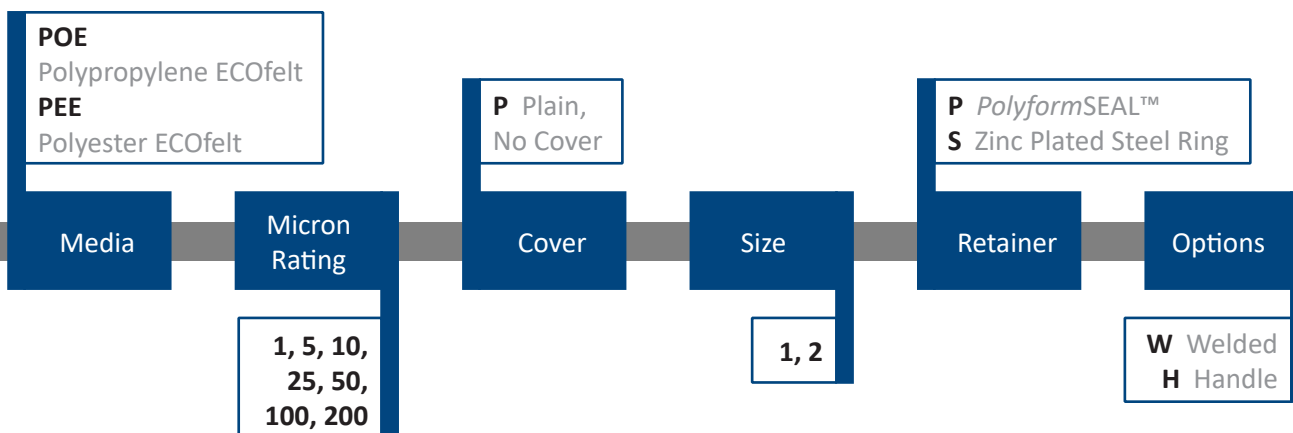 POE
Polypropylene ECOfelt
PEE
Polyester ECOfelt
P Plain,
No Cover
P PolyformSEAL™
S Zinc Plated Steel Ring
Media
Micron
Rating
Cover
Size
Retainer
Options
1, 5, 10,
25, 50,
100, 200
1, 2
W Welded
H Handle